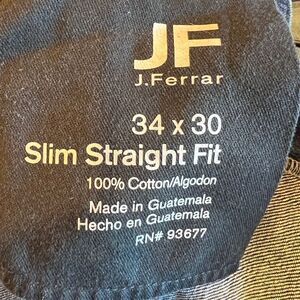 JF
J.Ferrar
34 x 30
Slim Straight Fit
100% Cotton/Algodon
Made in Guatemala
Hecho en Guatemala
RN# 93677